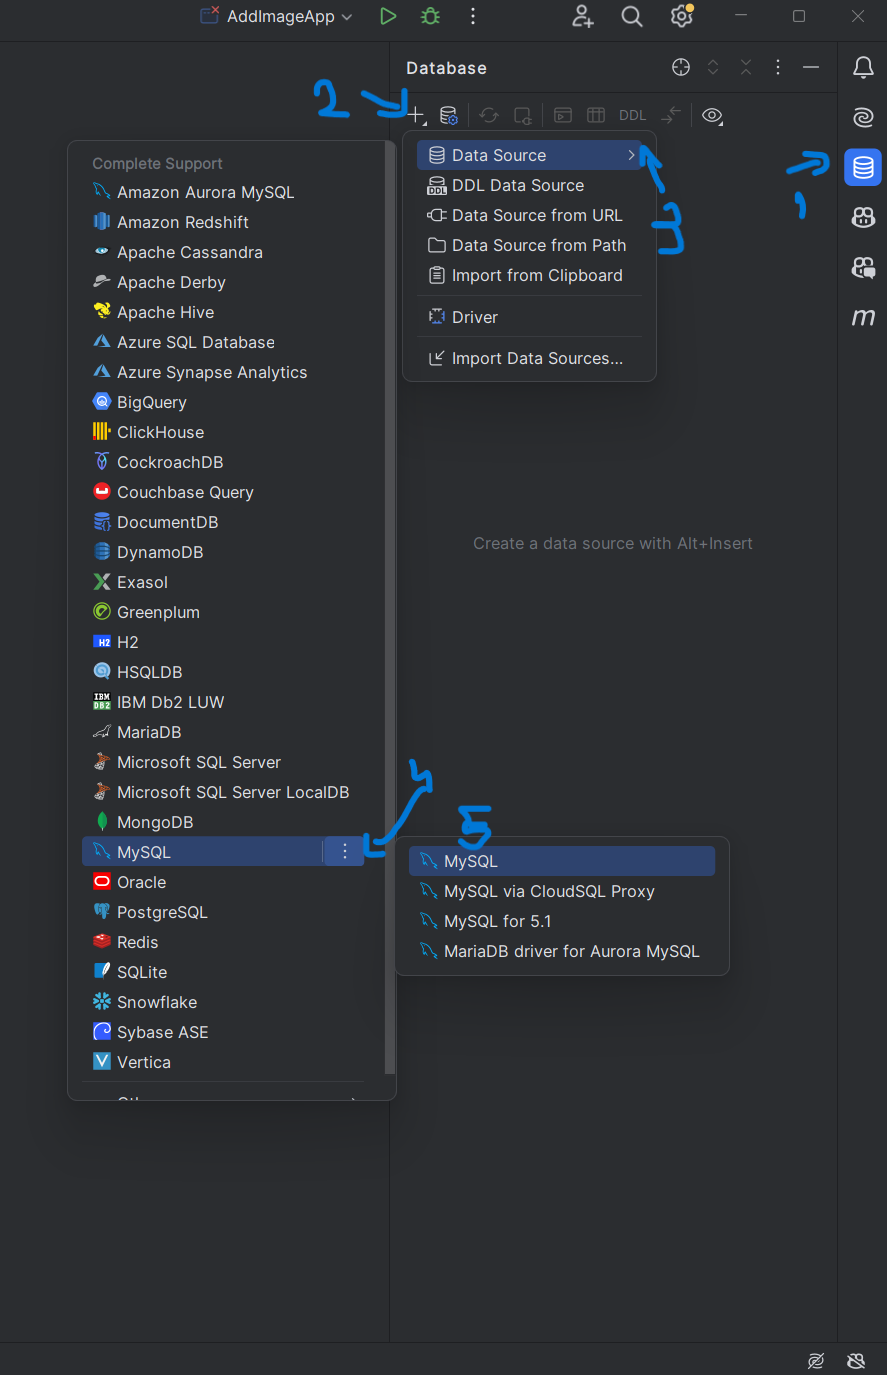 AddImageApp
Database
2
DDL
1
Data Source
DDL Data Source
Data Source from URL
Data Source from Path
Import from Clipboard
Driver
Import Data Sources...
3
m
Complete Support
Amazon Aurora MySQL
Amazon Redshift
Apache Cassandra
Apache Derby
Apache Hive
Azure SQL Database
Azure Synapse Analytics
BigQuery
ClickHouse
CockroachDB
Couchbase Query
DocumentDB
DynamoDB
Exasol
Greenplum
H2 H2
HSQLDB
IBM DB2 IBM Db2 LUW
MariaDB
Microsoft SQL Server
Microsoft SQL Server LocalDB
MongoDB
MySQL
Oracle
PostgreSQL
Redis
SQLite
Snowflake
Sybase ASE
Vertica
Create a data source with Alt+Insert
4
5
MySQL
MySQL via CloudSQL Proxy
MySQL for 5.1
MariaDB driver for Aurora MySQL